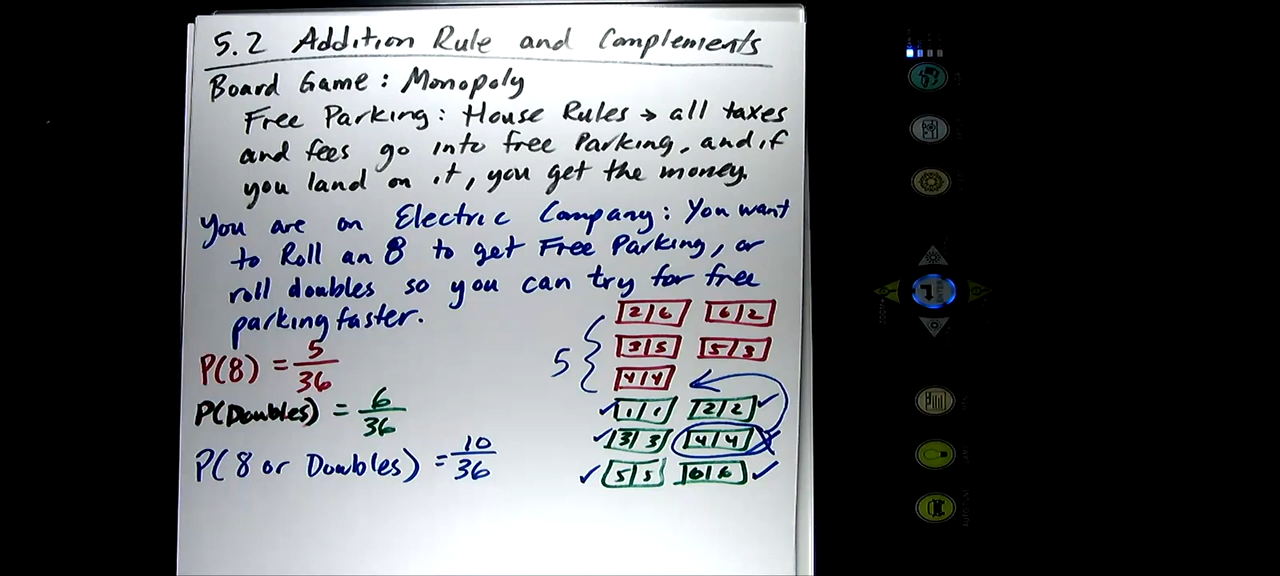 5.2 Addition Rule and Complements
Board Game: Monopoly
Free Parking: House Rules → all taxes
and fees go into free Parking, and if
you land on it, you get the money.
You are on Electric Company: You want
to Roll an 8 to get Free Parking, or
roll doubles so you can try for free
parking faster.
2|6 6|2
3|5 5|3
5 { 4|4
P(8) = 5/36
1|1 2|2
P(Doubles) = 6/36
3|3 4|4
P(8 or Doubles) = 10/36
5|5 6|6